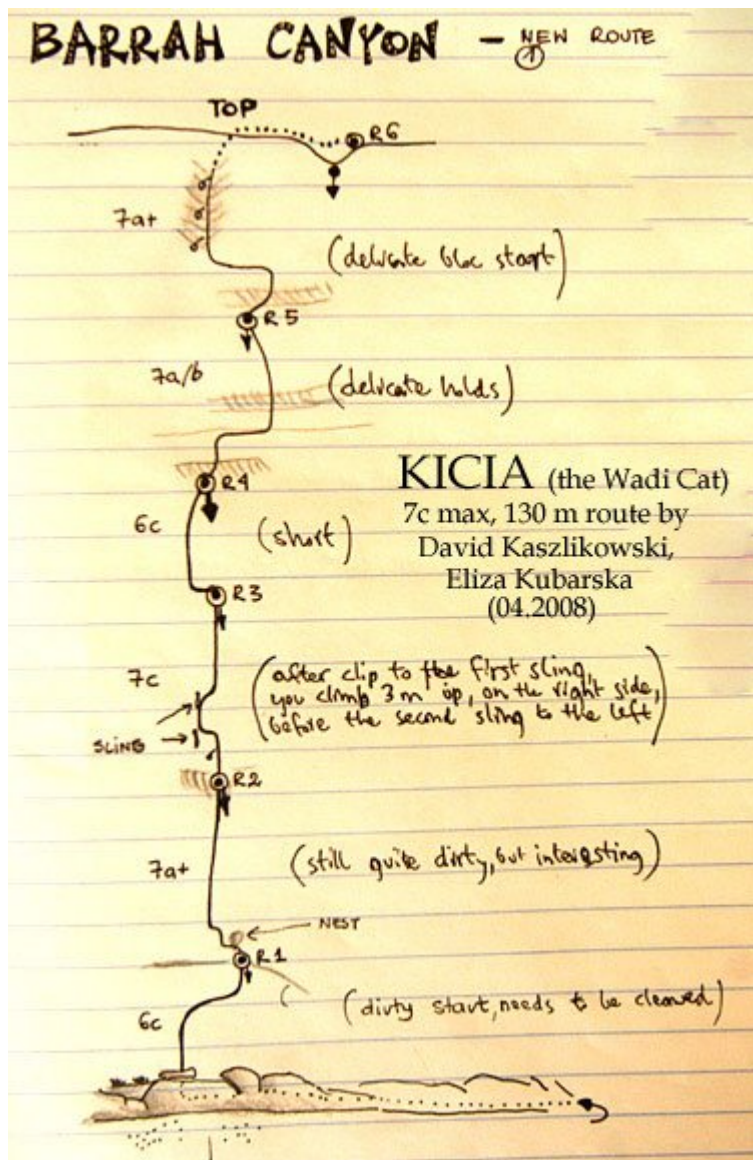 BARRAH CANYON – NEW ROUTE
1
TOP
R6
7a+
(delicate bloc start)
R5
7a/b
(delicate holds)
R4
KICIA (the Wadi Cat)
7c max, 130 m route by
David Kaszlikowski,
Eliza Kubarska
(04.2008)
6c
(short)
R3
7c
(after clip to the first sling,
you climb 3 m up, on the right side,
before the second sling to the left)
SLING
R2
7a+
(still quite dirty, but interesting)
NEST
R1
6c
(dirty start, needs to be cleaned)